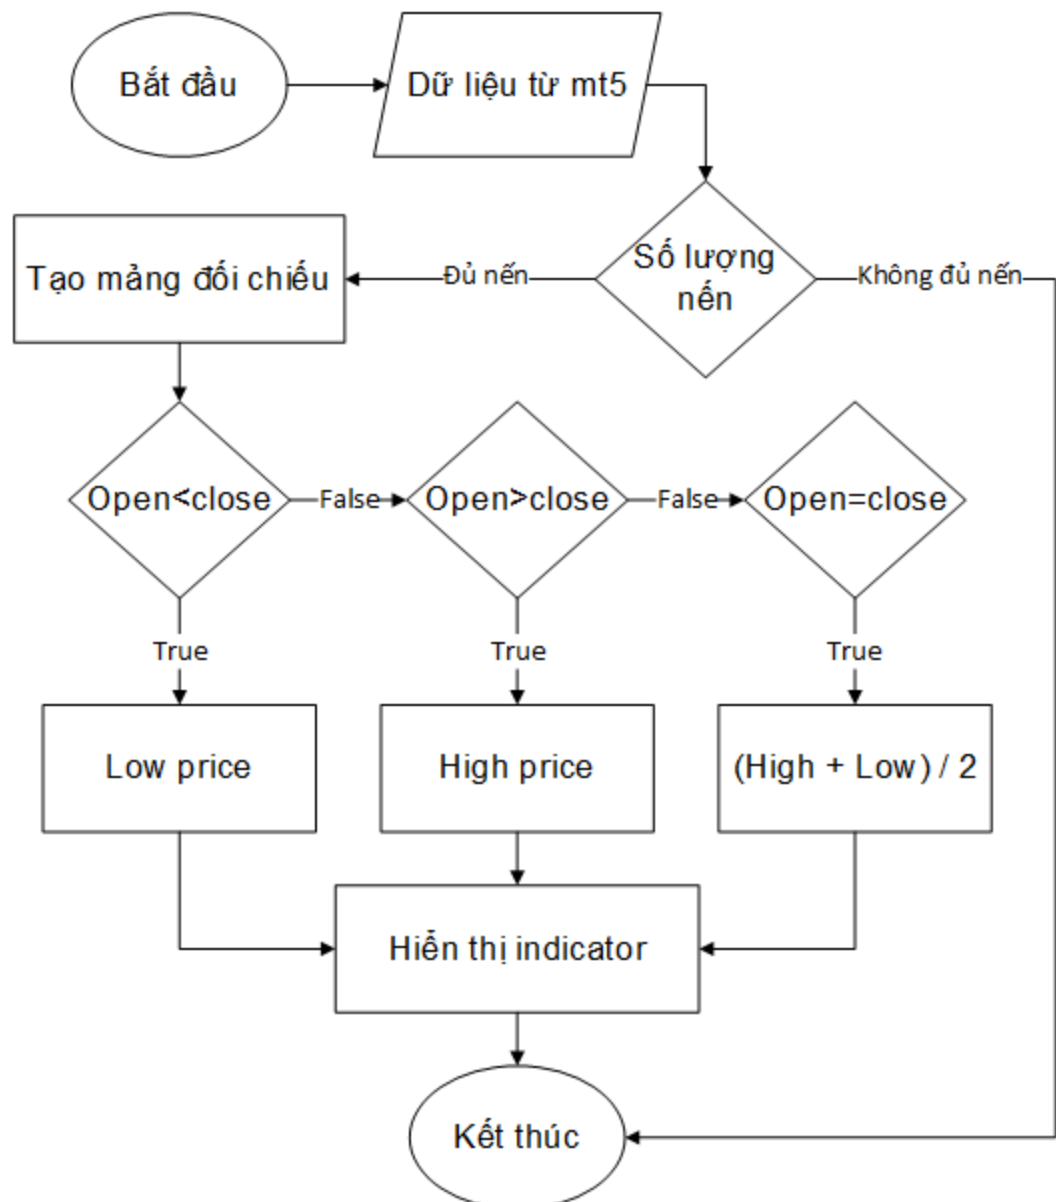 Bắt đầu
Dữ liệu từ mt5
Số lượng
nến
Đủ nến
Không đủ nến
Tạo mảng đối chiếu
Open<close
False
Open>close
False
Open=close
True
True
True
Low price
High price
(High + Low) / 2
Hiển thị indicator
Kết thúc